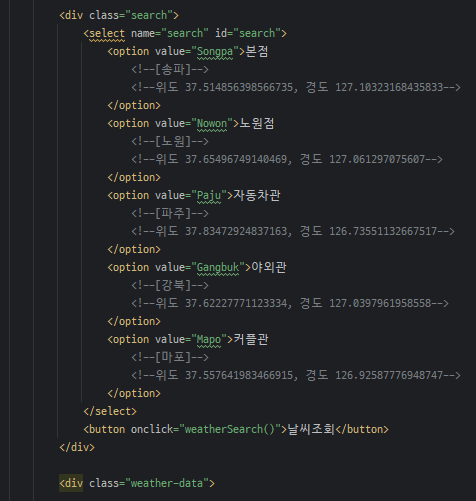 <div class="search">
<select name="search" id="search">
<option value="Songpa">본점
<!--[송파]-->
<!--위도 37.514856398566735, 경도 127.10323168435833-->
</option>
<option value="Nowon">노원점
<!--[노원]-->
<!--위도 37.65496749140469, 경도 127.061297075607-->
</option>
<option value="Paju">자동차관
<!--[파주]-->
<!--위도 37.83472924837163, 경도 126.73551132667517-->
</option>
<option value="Gangbuk">야외관
<!--[강북]-->
<!--위도 37.62227771123334, 경도 127.0397961958558-->
</option>
<option value="Mapo">커플관
<!--[마포]-->
<!--위도 37.557641983466915, 경도 126.92587776948747-->
</option>
</select>
<button onclick="weatherSearch()">날씨조회</button>
</div>
<div class="weather-data">